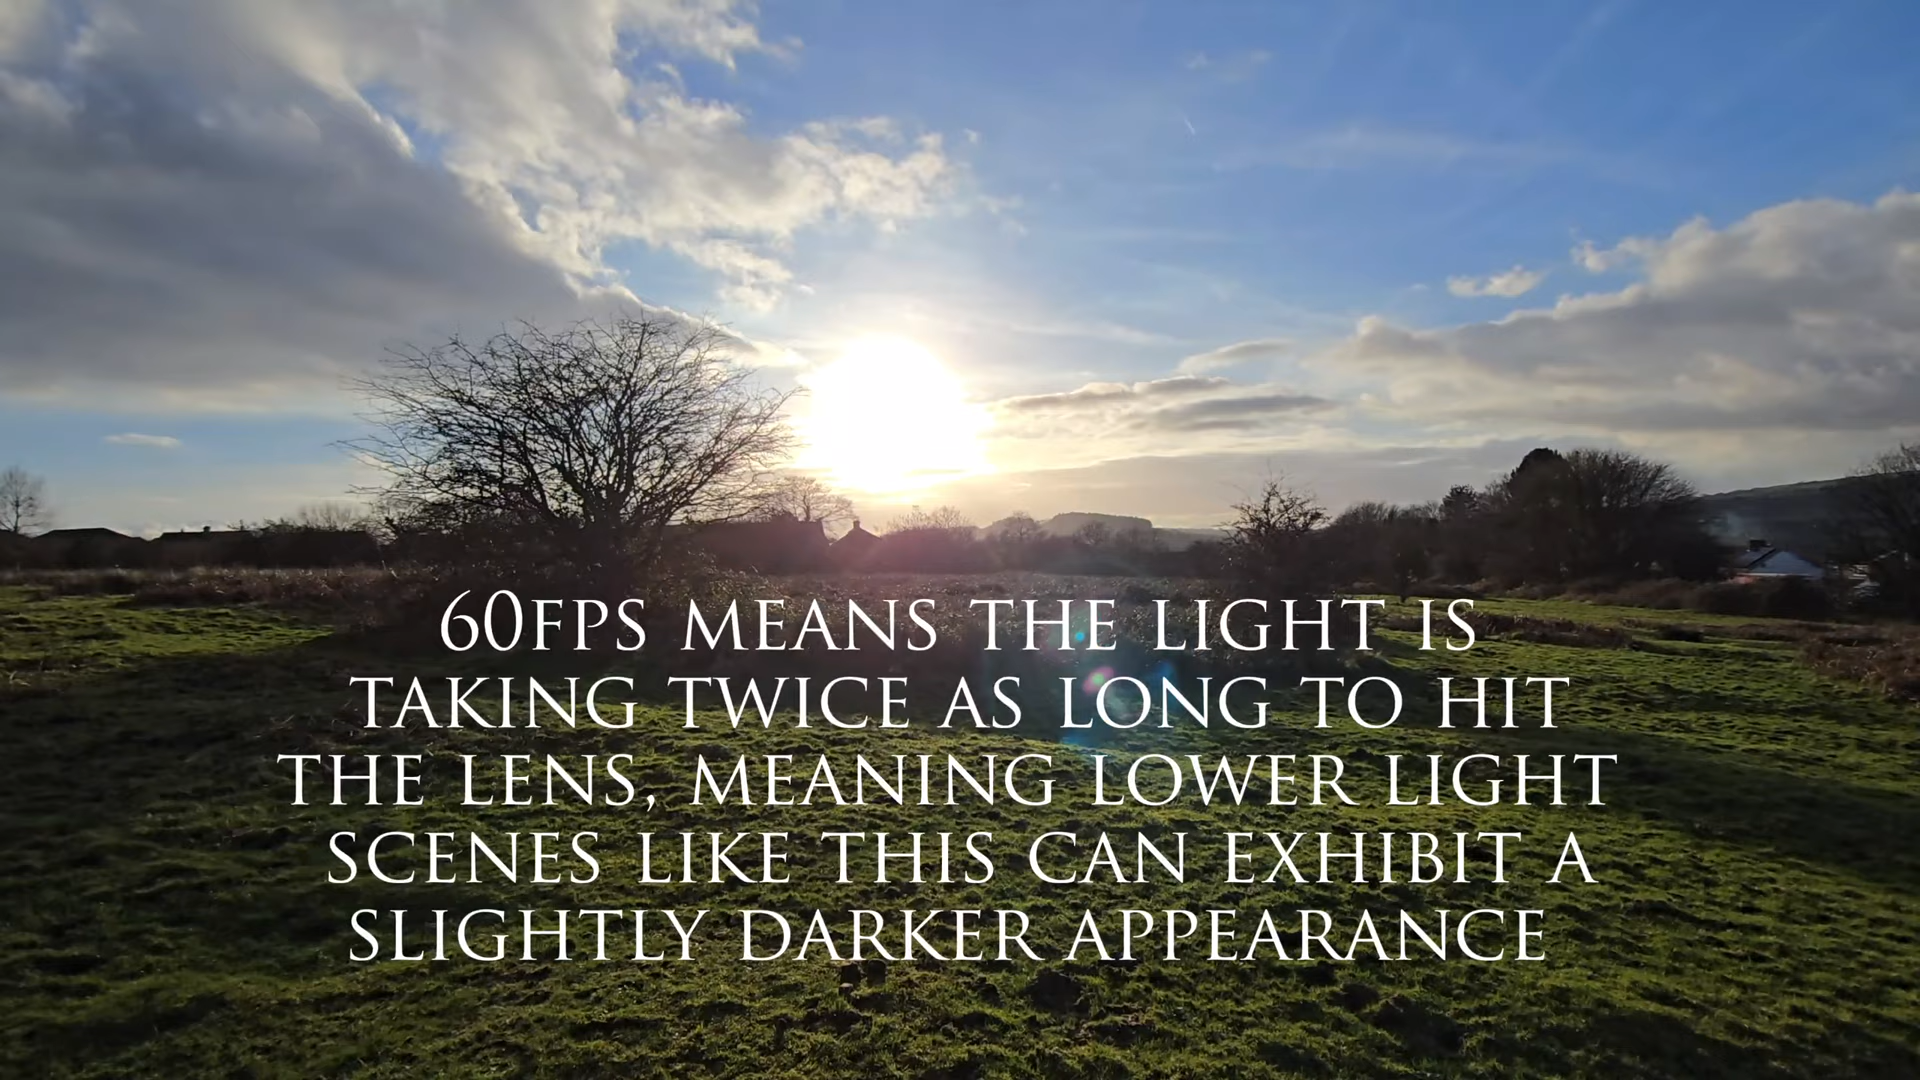 60FPS MEANS THE LIGHT IS
TAKING TWICE AS LONG TO HIT
THE LENS, MEANING LOWER LIGHT
SCENES LIKE THIS CAN EXHIBIT A
SLIGHTLY DARKER APPEARANCE